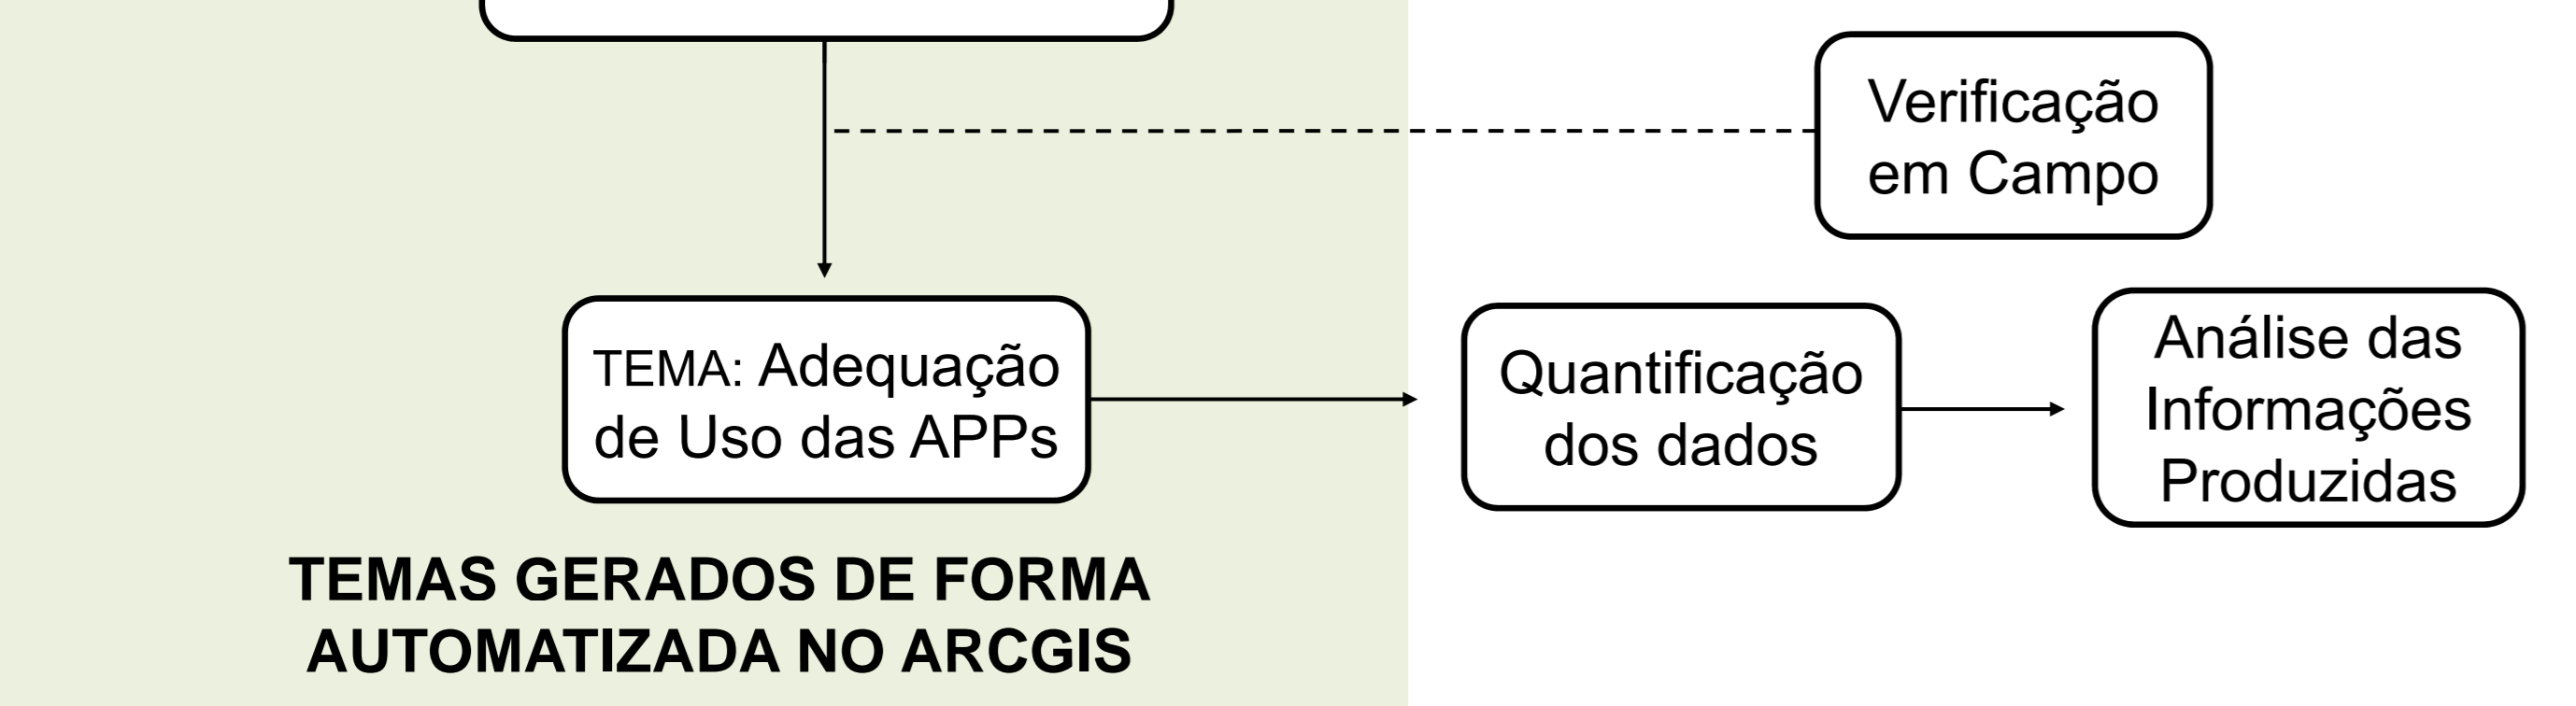 Verificação
em Campo
TEMA: Adequação
de Uso das APPs
Quantificação
dos dados
Análise das
Informações
Produzidas
TEMAS GERADOS DE FORMA
AUTOMATIZADA NO ARCGIS